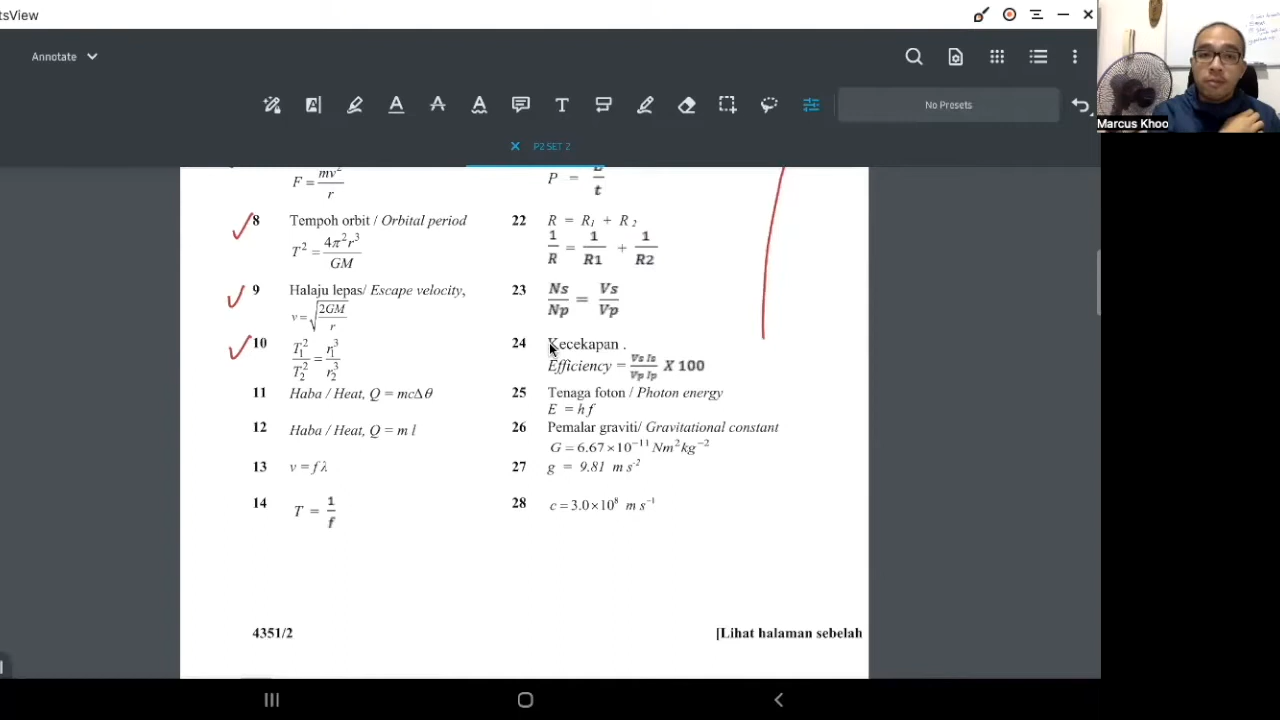 tsView
Annotate
No Presets
Marcus Khoo
P2 SET 2
F = mv²/r
8 Tempoh orbit / Orbital period
T² = 4π²r³/GM
9 Halaju lepas/ Escape velocity,
v = √(2GM/r)
10 T₁²/T₂² = r₁³/r₂³
11 Haba / Heat, Q = mcΔθ
12 Haba / Heat, Q = m l
13 v = f λ
14 T = 1/f
22 R = R₁ + R₂
1/R = 1/R1 + 1/R2
23 Ns/Np = Vs/Vp
24 Kecekapan .
Efficiency = Vs Is/Vp Ip X 100
25 Tenaga foton / Photon energy
E = h f
26 Pemalar graviti/ Gravitational constant
G = 6.67 × 10⁻¹¹ Nm² kg⁻²
27 g = 9.81 m s⁻²
28 c = 3.0 × 10⁸ m s⁻¹
4351/2
[Lihat halaman sebelah